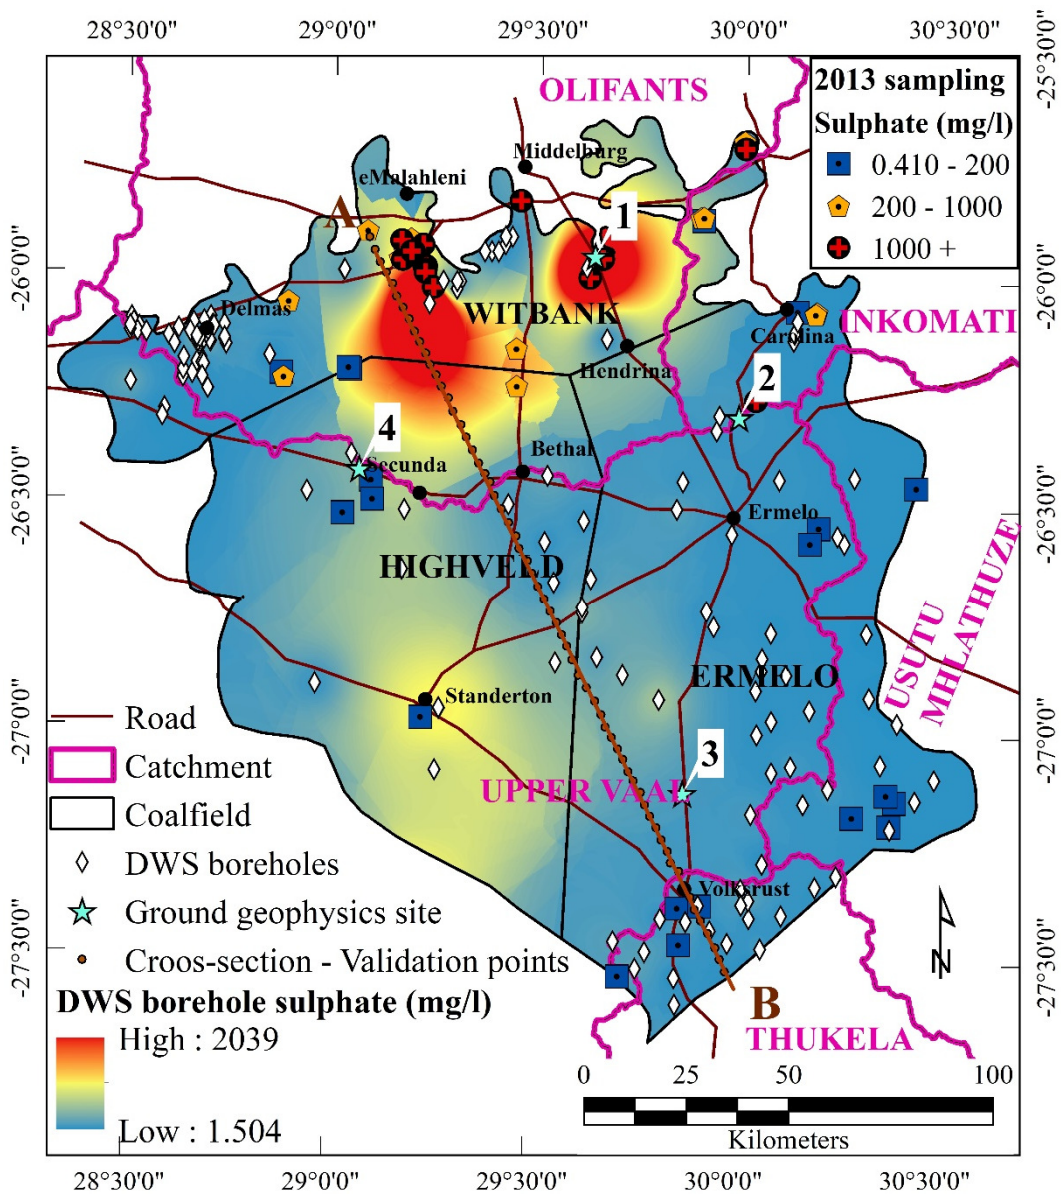 28°30'0"
29°0'0"
29°30'0"
30°0'0"
30°30'0"
-25°30'0"
-26°0'0"
-26°30'0"
-27°0'0"
-27°30'0"
2013 sampling
Sulphate (mg/l)
0.410 - 200
200 - 1000
1000 +
OLIFANTS
Middelburg
eMalahleni
A
1
WITBANK
Delmas
Carolina
INKOMATI
Hendrina
2
4
Secunda
Bethal
Ermelo
HIGHVELD
USUTU
MHLATHUZE
ERMELO
Standerton
3
UPPER VAAL
Volksrust
N
B
THUKELA
Road
Catchment
Coalfield
DWS boreholes
Ground geophysics site
Croos-section - Validation points
DWS borehole sulphate (mg/l)
High : 2039
Low : 1.504
0
25
50
100
Kilometers
-26°0'0"
-26°30'0"
-27°0'0"
-27°30'0"
28°30'0"
29°0'0"
29°30'0"
30°0'0"
30°30'0"